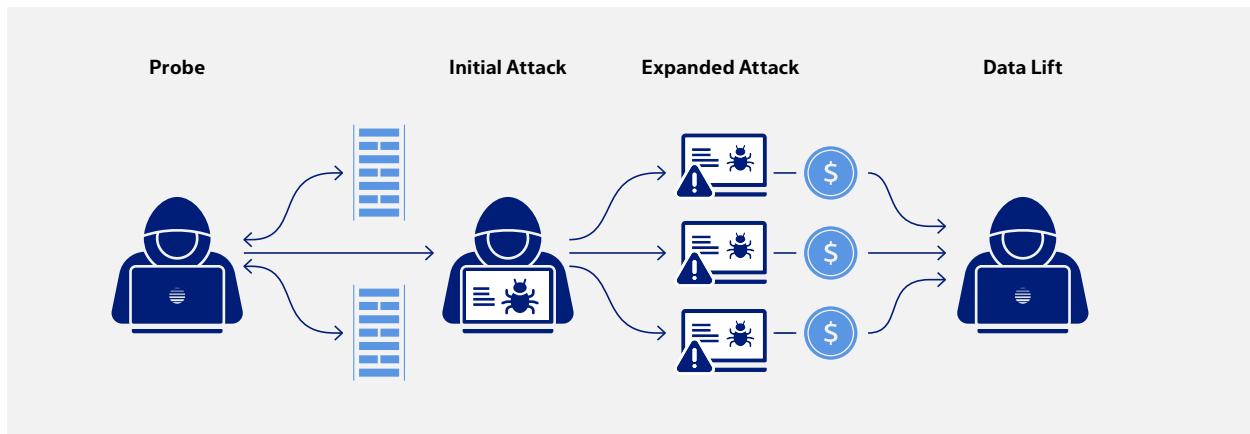 Probe
Initial Attack
Expanded Attack
Data Lift
$
$
$